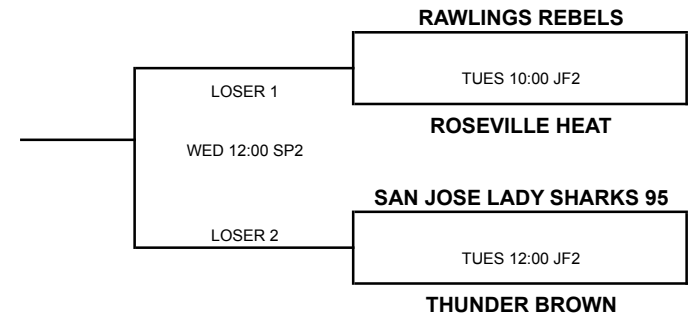 RAWLINGS REBELS
TUES 10:00 JF2
LOSER 1
ROSEVILLE HEAT
WED 12:00 SP2
SAN JOSE LADY SHARKS 95
LOSER 2
TUES 12:00 JF2
THUNDER BROWN